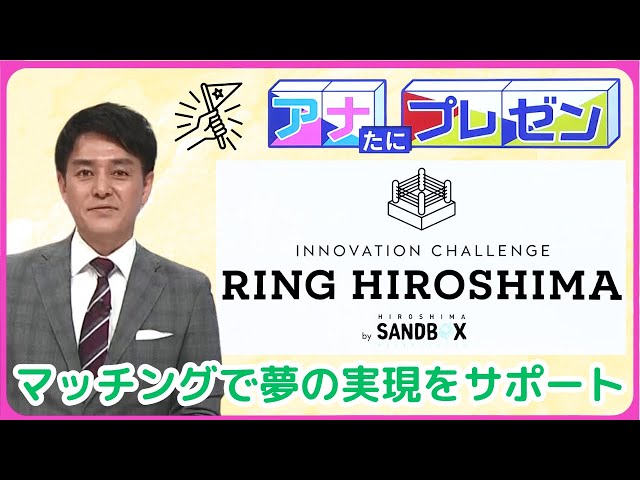 アナたにプレゼン
INNOVATION CHALLENGE
RING HIROSHIMA
HIROSHIMA
by SANDBOX
マッチングで夢の実現をサポート